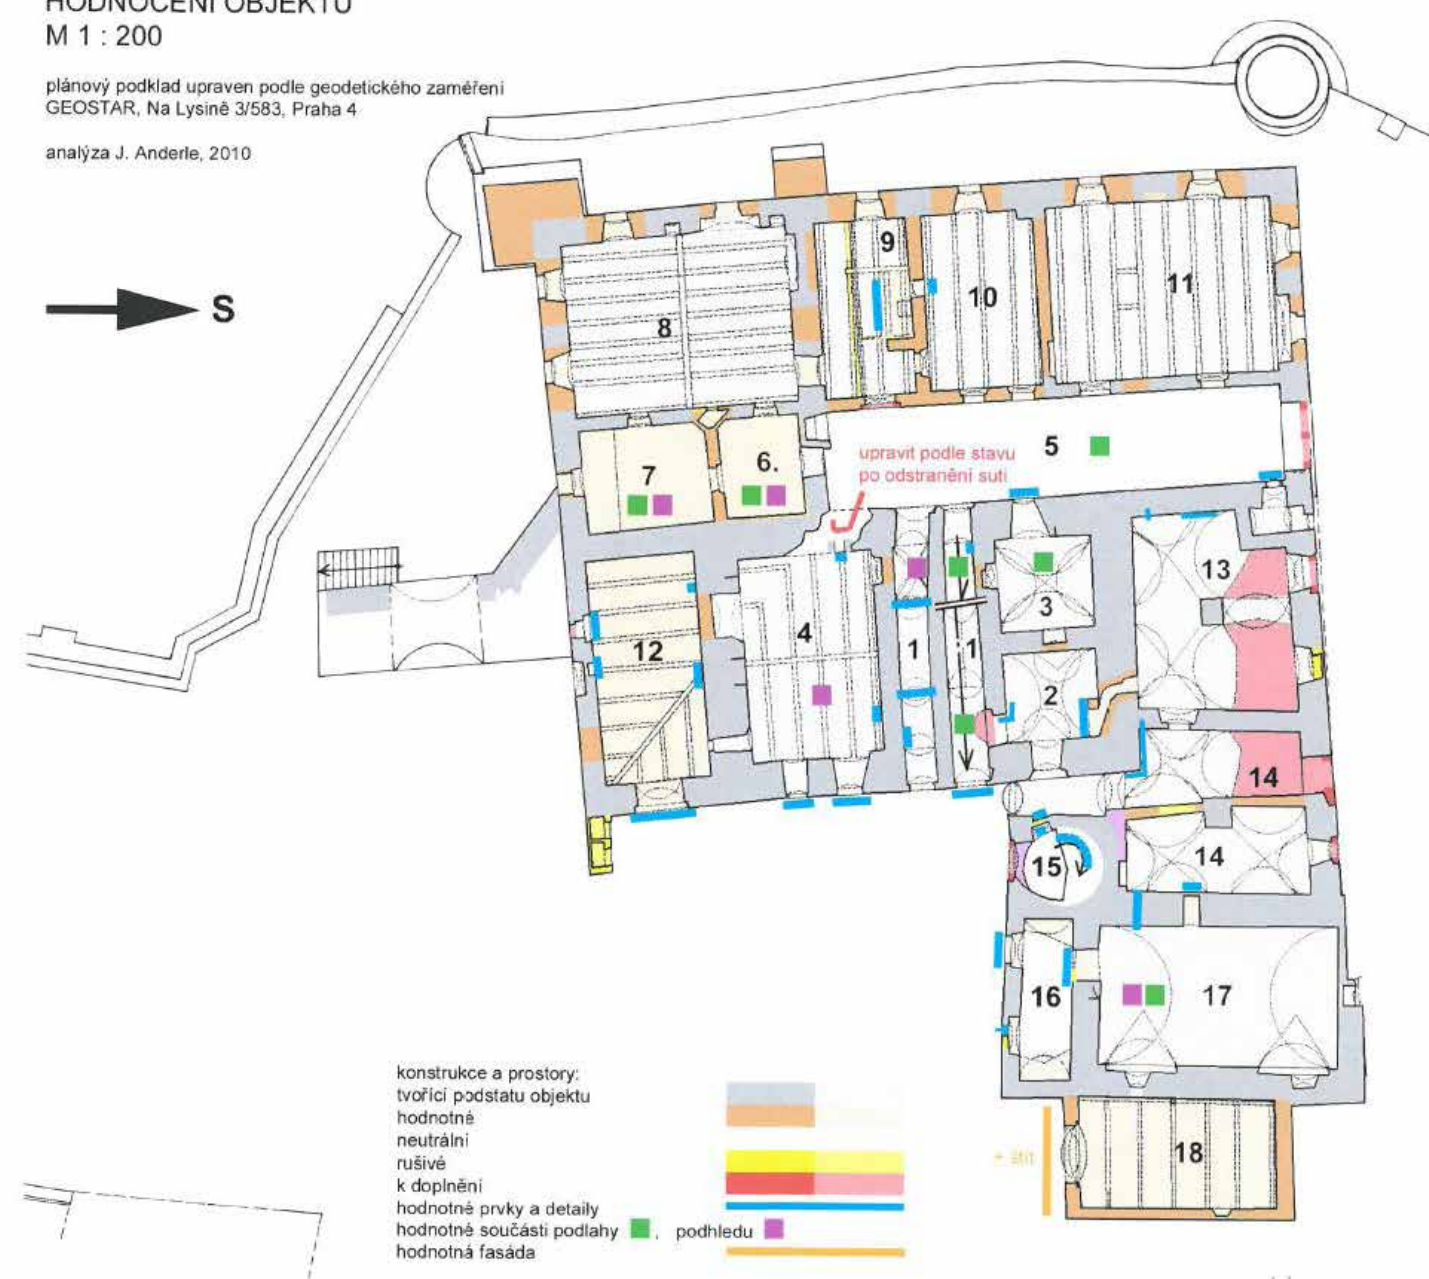 HODNOCENÍ OBJEKTU
M 1 : 200
plánový podklad upraven podle geodetického zaměření
GEOSTAR, Na Lysině 3/583, Praha 4
analýza J. Anderle, 2010
S
9
10
11
8
5
upravit podle stavu
po odstranění suti
7
6.
13
3
4
12
1
1
2
14
14
15
16
17
18
+ štít
konstrukce a prostory:
tvořící podstatu objektu
hodnotné
neutrální
rušivé
k doplnění
hodnotné prvky a detaily
hodnotné součásti podlahy , podhledu
hodnotná fasáda